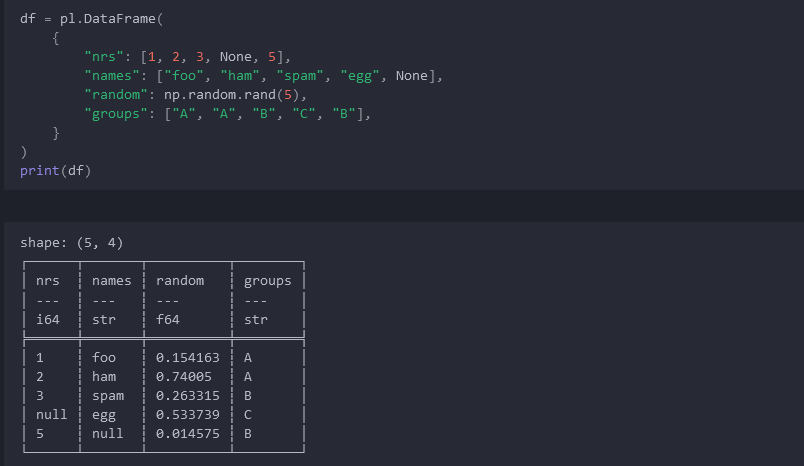 df = pl.DataFrame(
    {
        "nrs": [1, 2, 3, None, 5],
        "names": ["foo", "ham", "spam", "egg", None],
        "random": np.random.rand(5),
        "groups": ["A", "A", "B", "C", "B"],
    }
)
print(df)
shape: (5, 4)
┌──────┬───────┬──────────┬────────┐
│ nrs  ┆ names ┆ random   ┆ groups │
│ ---  ┆ ---   ┆ ---      ┆ ---    │
│ i64  ┆ str   ┆ f64      ┆ str    │
╞══════╪═══════╪══════════╪════════╡
│ 1    ┆ foo   ┆ 0.154163 ┆ A      │
│ 2    ┆ ham   ┆ 0.74005  ┆ A      │
│ 3    ┆ spam  ┆ 0.263315 ┆ B      │
│ null ┆ egg   ┆ 0.533739 ┆ C      │
│ 5    ┆ null  ┆ 0.014575 ┆ B      │
└──────┴───────┴──────────┴────────┘